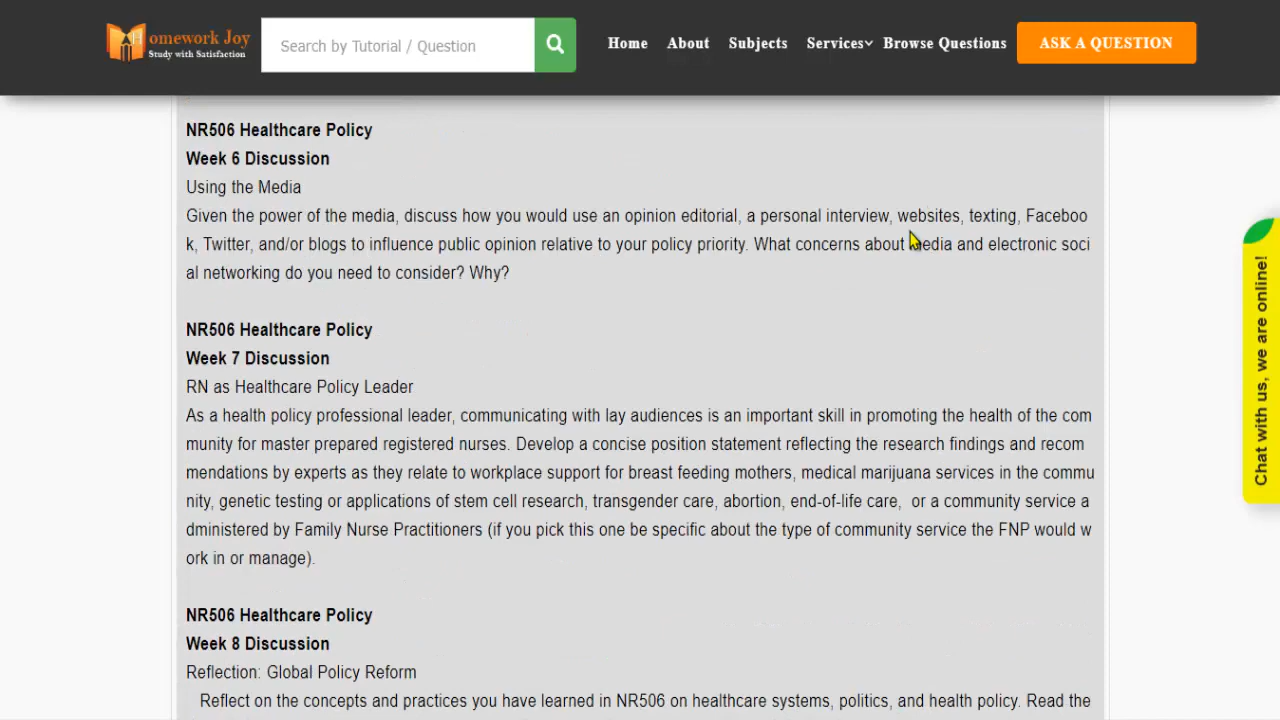 omework Joy
Study with Satisfaction
Search by Tutorial / Question
Home About Subjects Services Browse Questions ASK A QUESTION
NR506 Healthcare Policy
Week 6 Discussion
Using the Media
Given the power of the media, discuss how you would use an opinion editorial, a personal interview, websites, texting, Faceboo
k, Twitter, and/or blogs to influence public opinion relative to your policy priority. What concerns about media and electronic soci
al networking do you need to consider? Why?
NR506 Healthcare Policy
Week 7 Discussion
RN as Healthcare Policy Leader
As a health policy professional leader, communicating with lay audiences is an important skill in promoting the health of the com
munity for master prepared registered nurses. Develop a concise position statement reflecting the research findings and recom
mendations by experts as they relate to workplace support for breast feeding mothers, medical marijuana services in the commu
nity, genetic testing or applications of stem cell research, transgender care, abortion, end-of-life care, or a community service a
dministered by Family Nurse Practitioners (if you pick this one be specific about the type of community service the FNP would w
ork in or manage).
NR506 Healthcare Policy
Week 8 Discussion
Reflection: Global Policy Reform
Reflect on the concepts and practices you have learned in NR506 on healthcare systems, politics, and health policy. Read the
Chat with us, we are online!